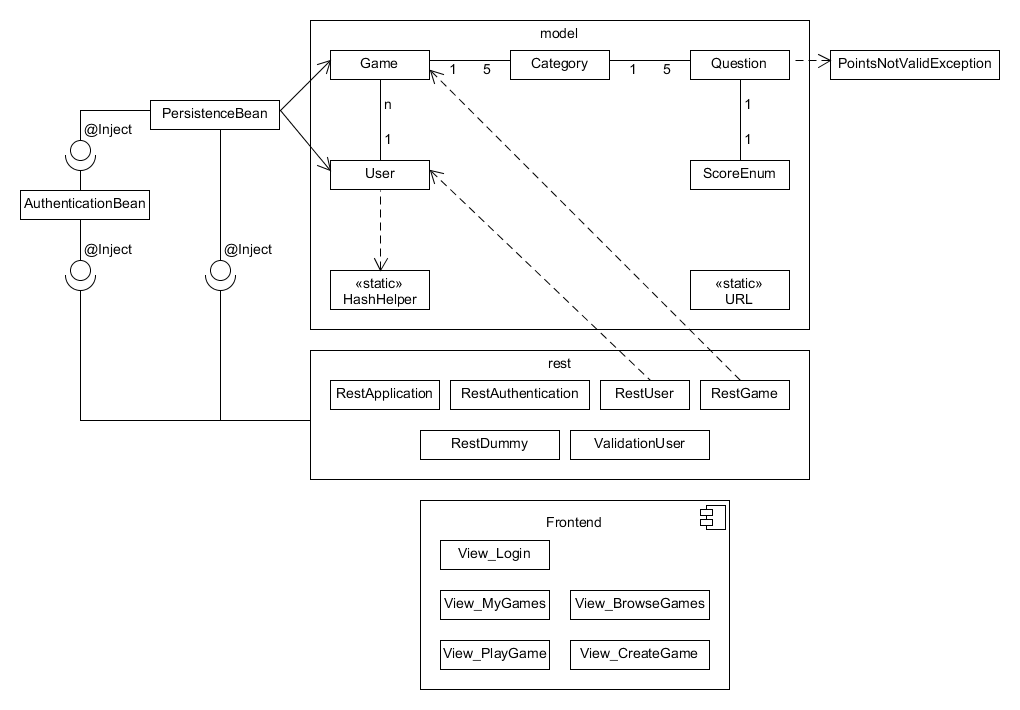 model
Game
1
5
Category
1
5
Question
PointsNotValidException
n
1
1
1
PersistenceBean
@Inject
User
ScoreEnum
AuthenticationBean
@Inject
@Inject
«static»
HashHelper
«static»
URL
rest
RestApplication
RestAuthentication
RestUser
RestGame
RestDummy
ValidationUser
Frontend
View_Login
View_MyGames
View_BrowseGames
View_PlayGame
View_CreateGame